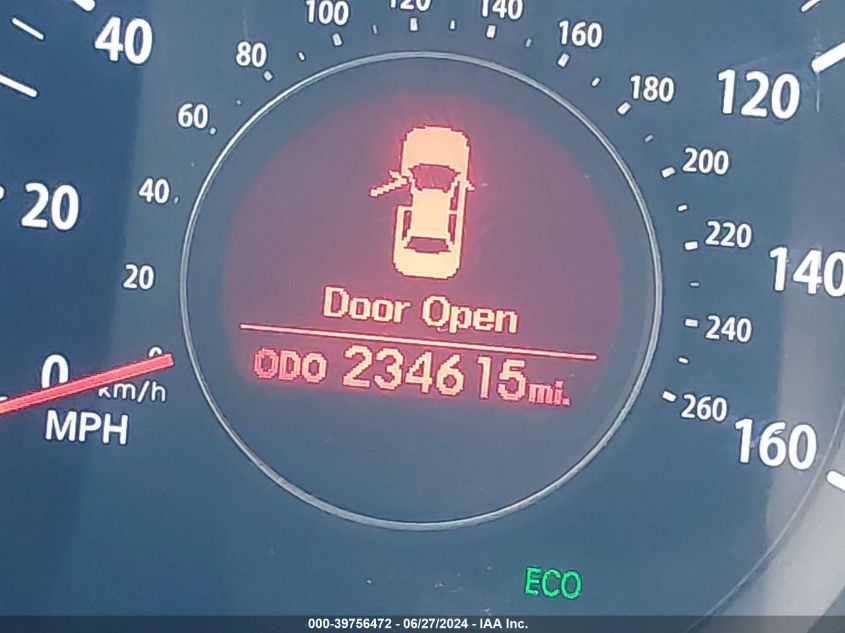 100 120 140
40 80 160
60 180 120
20 40 200
20 220 140
Door Open
240
0 0 ODO 234615mi.
km/h 260
MPH 160
ECO
000-39756472 - 06/27/2024 - IAA Inc.